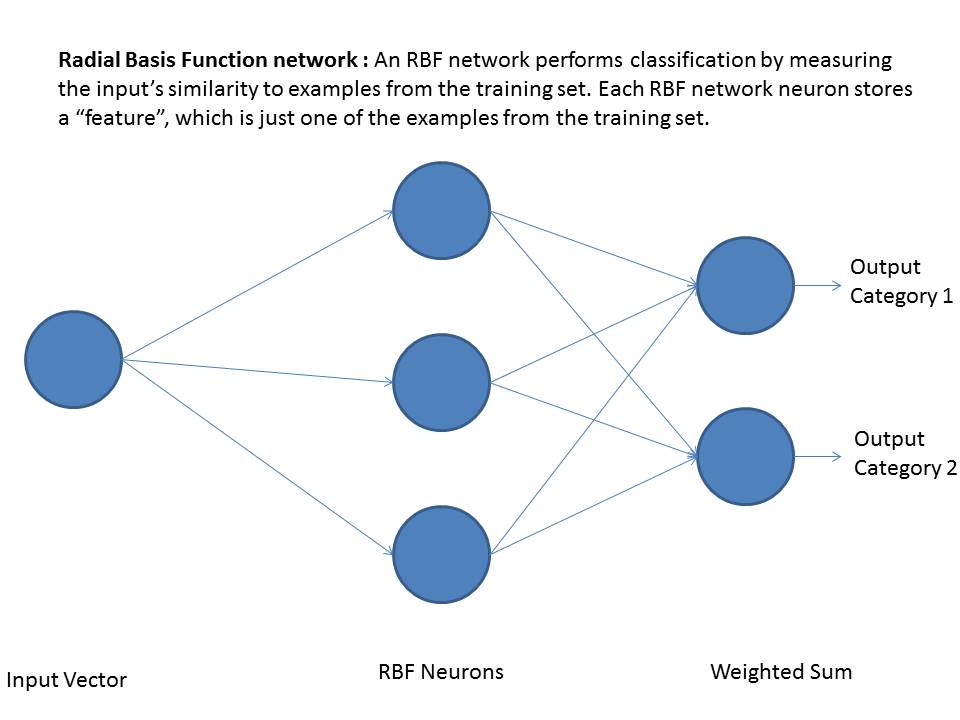 Radial Basis Function network : An RBF network performs classification by measuring
the input’s similarity to examples from the training set. Each RBF network neuron stores
a “feature”, which is just one of the examples from the training set.
Output
Category 1
Output
Category 2
Input Vector
RBF Neurons
Weighted Sum